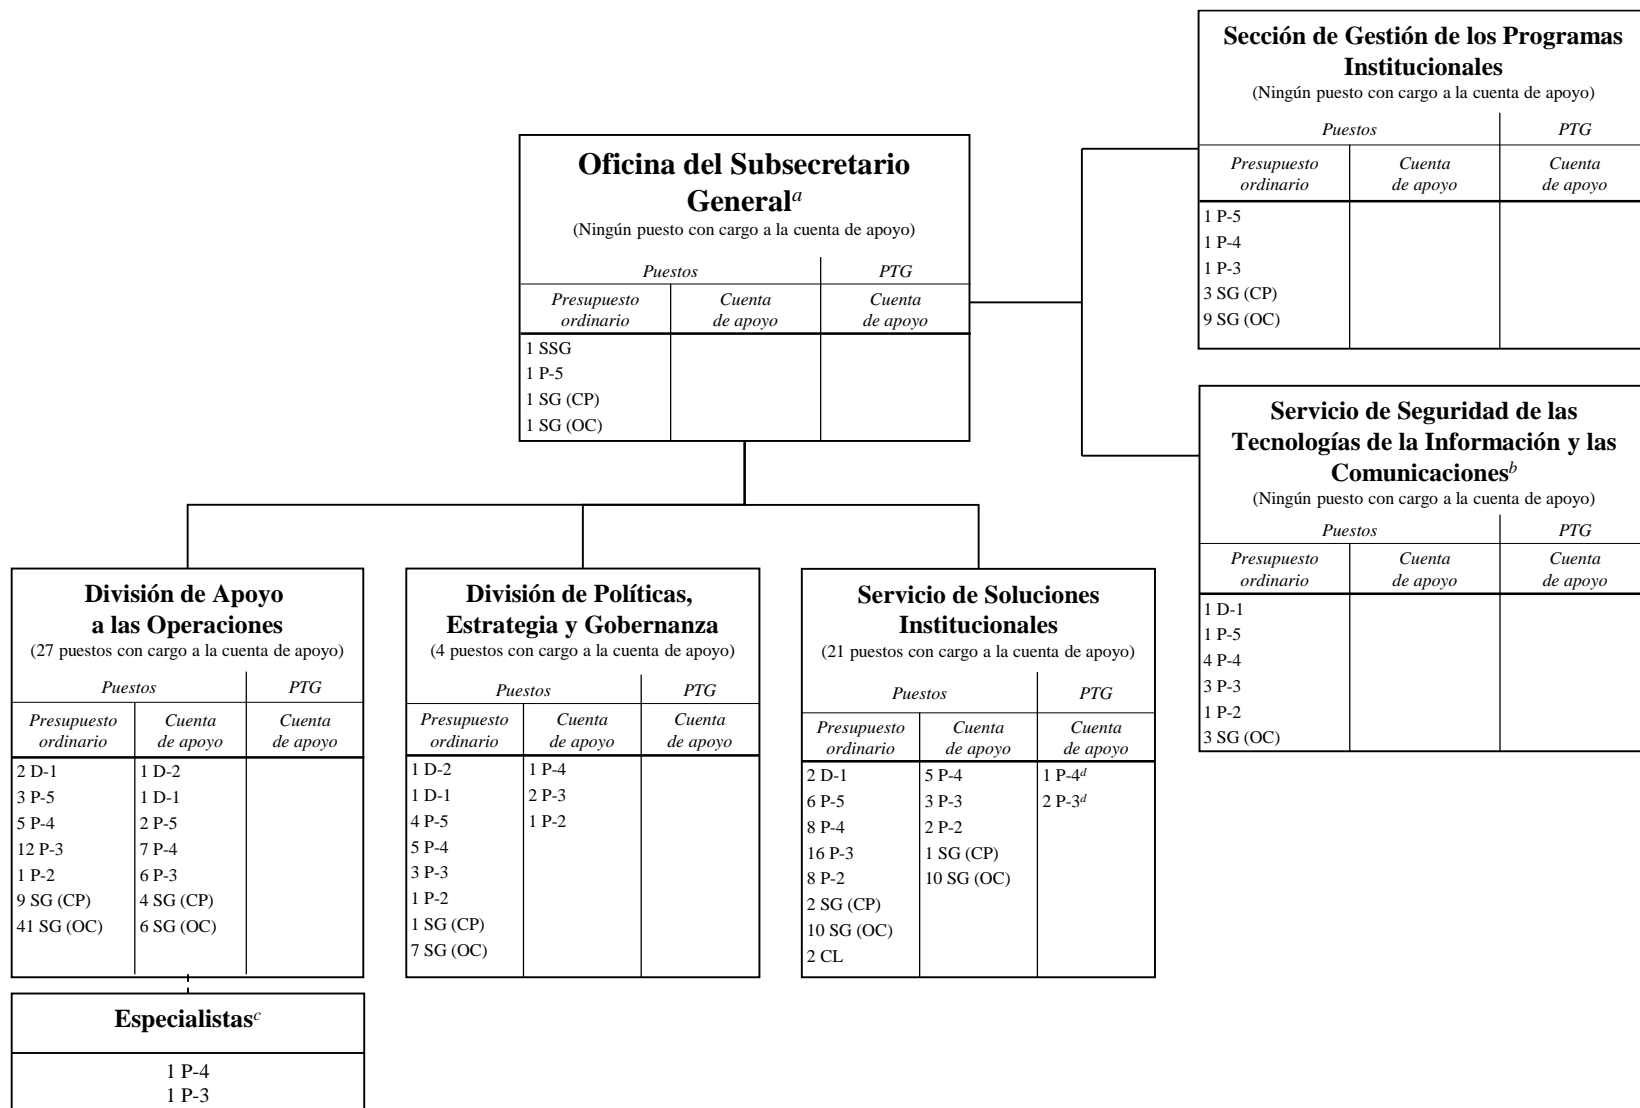 Sección de Gestión de los Programas
Institucionales
(Ningún puesto con cargo a la cuenta de apoyo)
Puestos PTG
Presupuesto ordinario Cuenta de apoyo Cuenta de apoyo
1 P-5
1 P-4
1 P-3
3 SG (CP)
9 SG (OC)
Oficina del Subsecretario
General^a
(Ningún puesto con cargo a la cuenta de apoyo)
Puestos PTG
Presupuesto ordinario Cuenta de apoyo Cuenta de apoyo
1 SSG
1 P-5
1 SG (CP)
1 SG (OC)
Servicio de Seguridad de las
Tecnologías de la Información y las
Comunicaciones^b
(Ningún puesto con cargo a la cuenta de apoyo)
Puestos PTG
Presupuesto ordinario Cuenta de apoyo Cuenta de apoyo
1 D-1
1 P-5
4 P-4
3 P-3
1 P-2
3 SG (OC)
División de Apoyo
a las Operaciones
(27 puestos con cargo a la cuenta de apoyo)
Puestos PTG
Presupuesto ordinario Cuenta de apoyo Cuenta de apoyo
2 D-1 1 D-2
3 P-5 1 D-1
5 P-4 2 P-5
12 P-3 7 P-4
1 P-2 6 P-3
9 SG (CP) 4 SG (CP)
41 SG (OC) 6 SG (OC)
División de Políticas,
Estrategia y Gobernanza
(4 puestos con cargo a la cuenta de apoyo)
Puestos PTG
Presupuesto ordinario Cuenta de apoyo Cuenta de apoyo
1 D-2 1 P-4
1 D-1 2 P-3
4 P-5 1 P-2
5 P-4
3 P-3
1 P-2
1 SG (CP)
7 SG (OC)
Servicio de Soluciones
Institucionales
(21 puestos con cargo a la cuenta de apoyo)
Puestos PTG
Presupuesto ordinario Cuenta de apoyo Cuenta de apoyo
2 D-1 5 P-4 1 P-4^d
6 P-5 3 P-3 2 P-3^d
8 P-4 2 P-2
16 P-3 1 SG (CP)
8 P-2 10 SG (OC)
2 SG (CP)
10 SG (OC)
2 CL
Especialistas^c
1 P-4
1 P-3